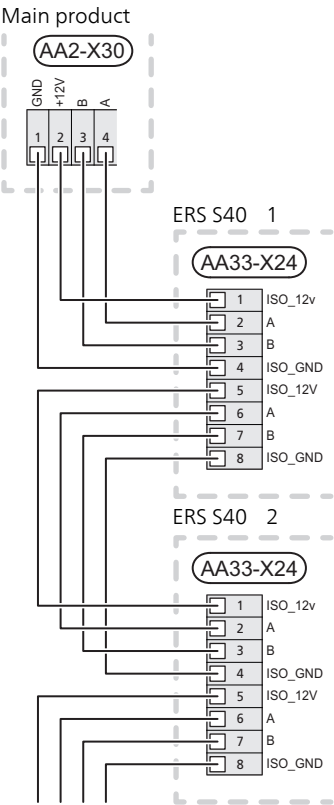 Main product
AA2-X30
GND +12V B A
1 2 3 4
ERS S40 1
AA33-X24
1 ISO_12v
2 A
3 B
4 ISO_GND
5 ISO_12V
6 A
7 B
8 ISO_GND
ERS S40 2
AA33-X24
1 ISO_12v
2 A
3 B
4 ISO_GND
5 ISO_12V
6 A
7 B
8 ISO_GND